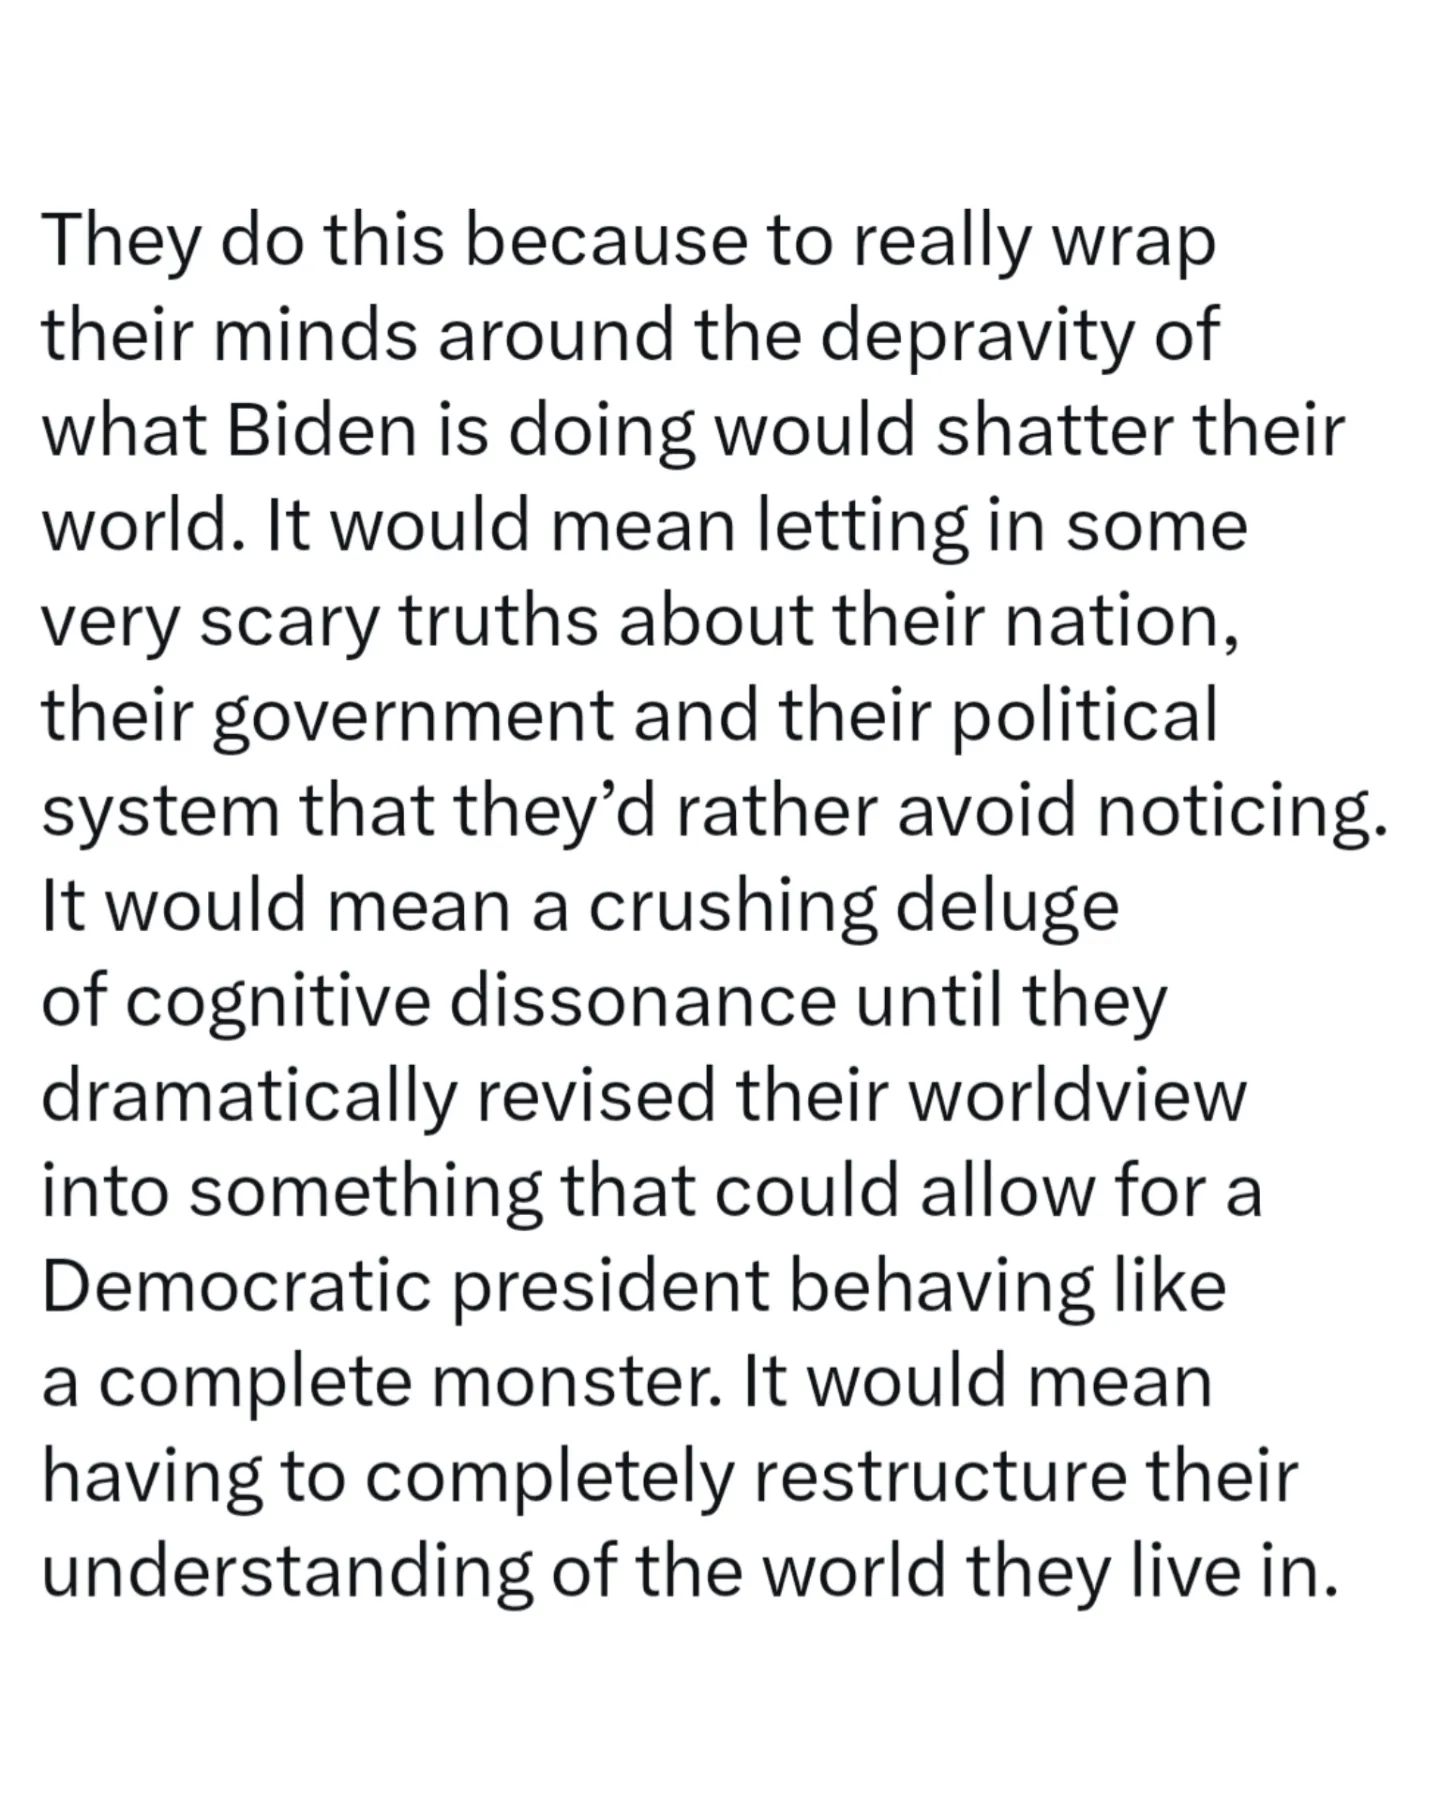 They do this because to really wrap
their minds around the depravity of
what Biden is doing would shatter their
world. It would mean letting in some
very scary truths about their nation,
their government and their political
system that they’d rather avoid noticing.
It would mean a crushing deluge
of cognitive dissonance until they
dramatically revised their worldview
into something that could allow for a
Democratic president behaving like
a complete monster. It would mean
having to completely restructure their
understanding of the world they live in.